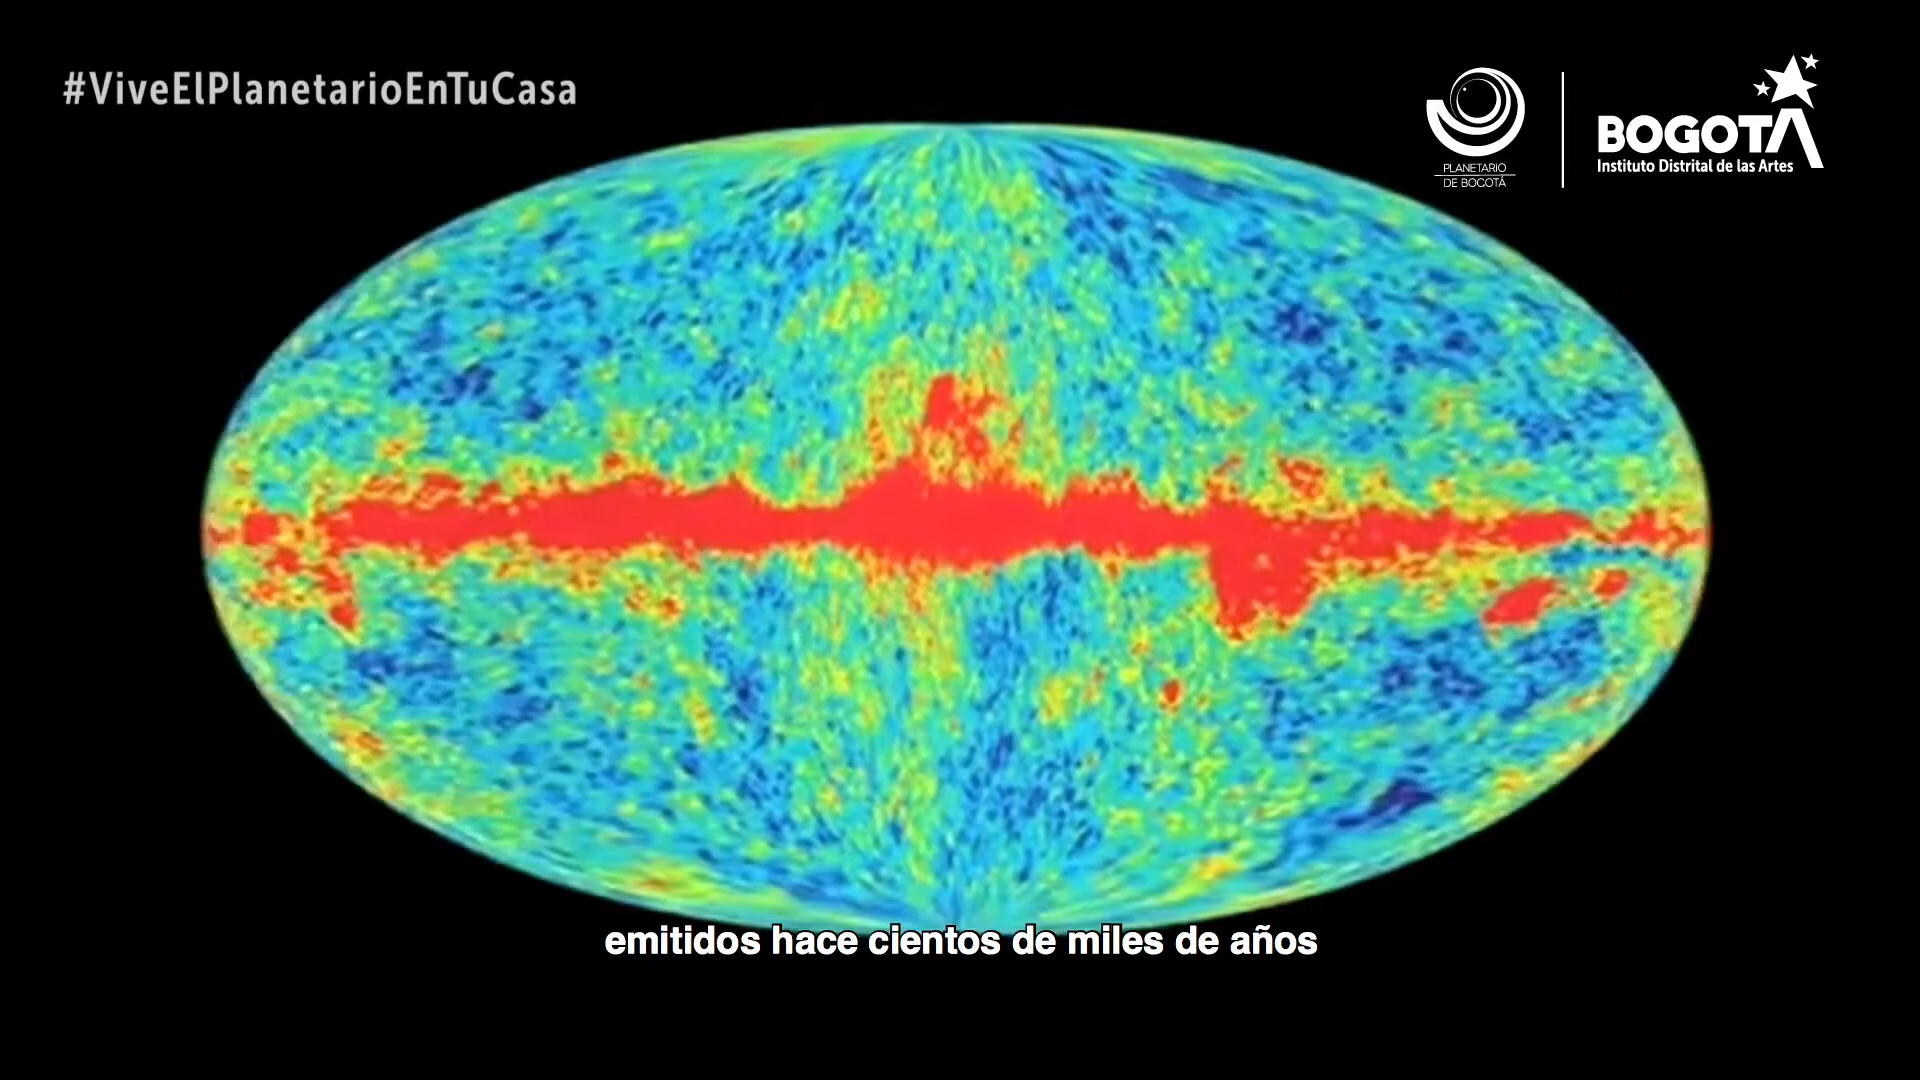 #ViveElPlanetarioEnTuCasa
PLANETARIO
DE BOGOTÁ
BOGOTÁ
Instituto Distrital de las Artes
emitidos hace cientos de miles de años